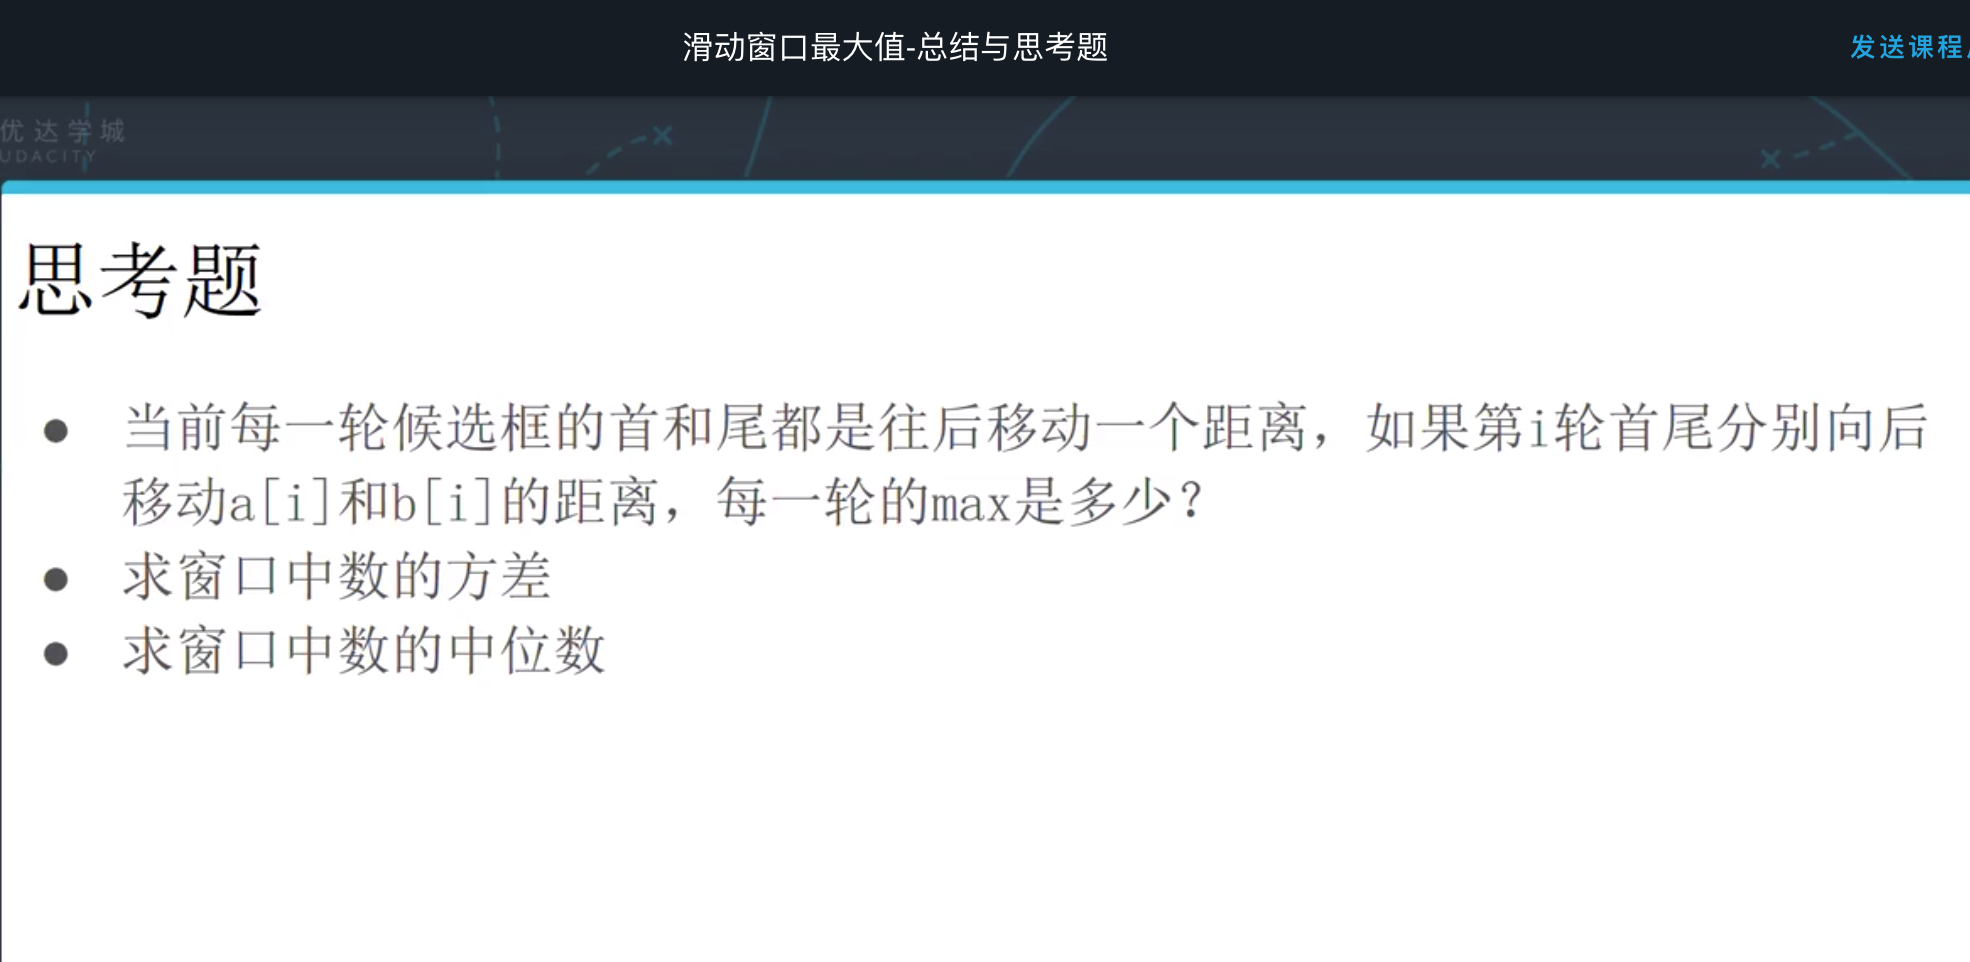 滑动窗口最大值-总结与思考题
发送课程
优达学城
UDACITY
思考题
● 当前每一轮候选框的首和尾都是往后移动一个距离，如果第i轮首尾分别向后
移动a[i]和b[i]的距离，每一轮的max是多少？
● 求窗口中数的方差
● 求窗口中数的中位数